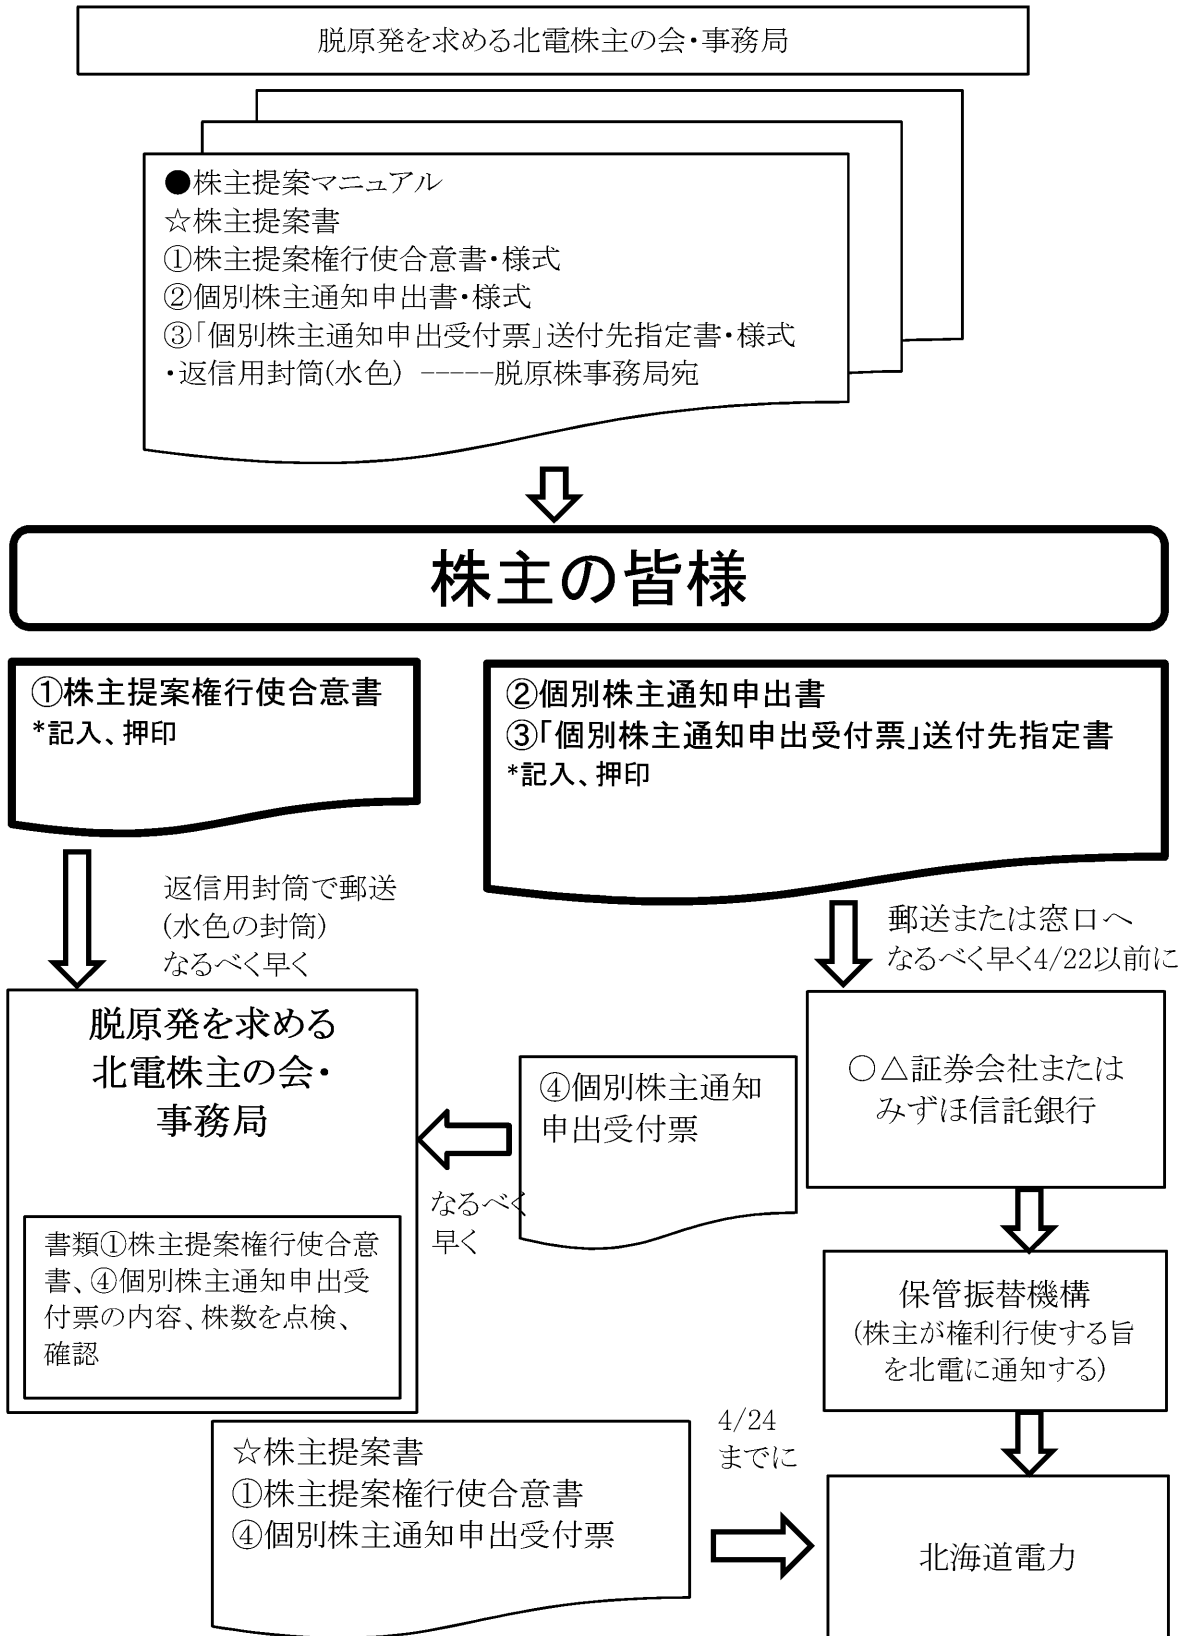 脱原発を求める北電株主の会・事務局
●株主提案マニュアル
☆株主提案書
①株主提案権行使合意書・様式
②個別株主通知申出書・様式
③「個別株主通知申出受付票」送付先指定書・様式
・返信用封筒(水色) -----脱原株事務局宛
株主の皆様
①株主提案権行使合意書
*記入、押印
②個別株主通知申出書
③「個別株主通知申出受付票」送付先指定書
*記入、押印
返信用封筒で郵送
(水色の封筒)
なるべく早く
郵送または窓口へ
なるべく早く4/22以前に
脱原発を求める
北電株主の会・
事務局
書類①株主提案権行使合意
書、④個別株主通知申出受
付票の内容、株数を点検、
確認
なるべく
早く
④個別株主通知
申出受付票
○△証券会社または
みずほ信託銀行
保管振替機構
(株主が権利行使する旨
を北電に通知する)
☆株主提案書
①株主提案権行使合意書
④個別株主通知申出受付票
4/24
までに
北海道電力